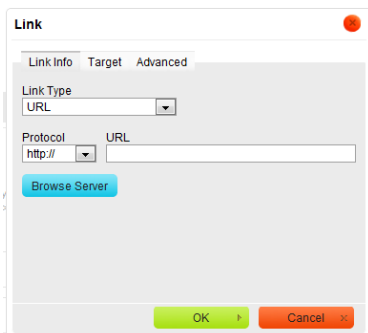 Link
Link Info Target Advanced
Link Type
URL
Protocol URL
http://
Browse Server
OK Cancel